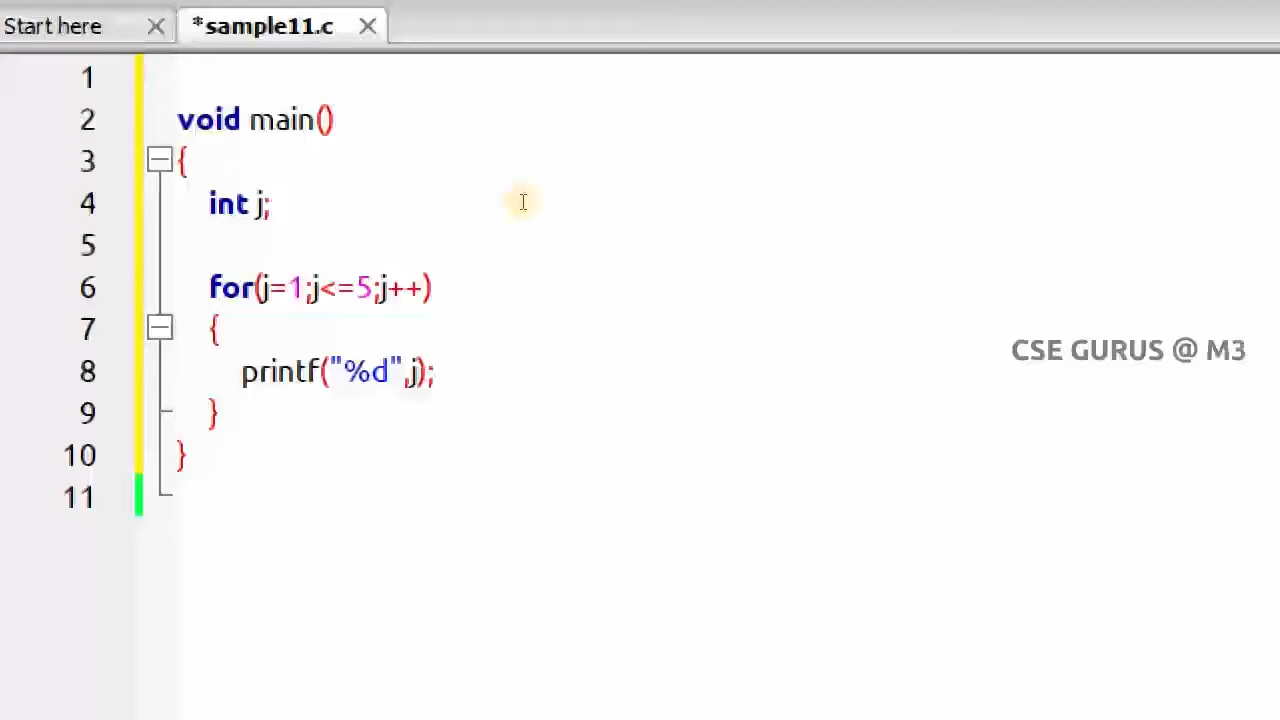 Start here
*sample11.c
1
2 void main()
3 {
4 int j;
5
6 for(j=1;j<=5;j++)
7 {
8 printf("%d",j);
9 }
10 }
11
CSE GURUS @ M3